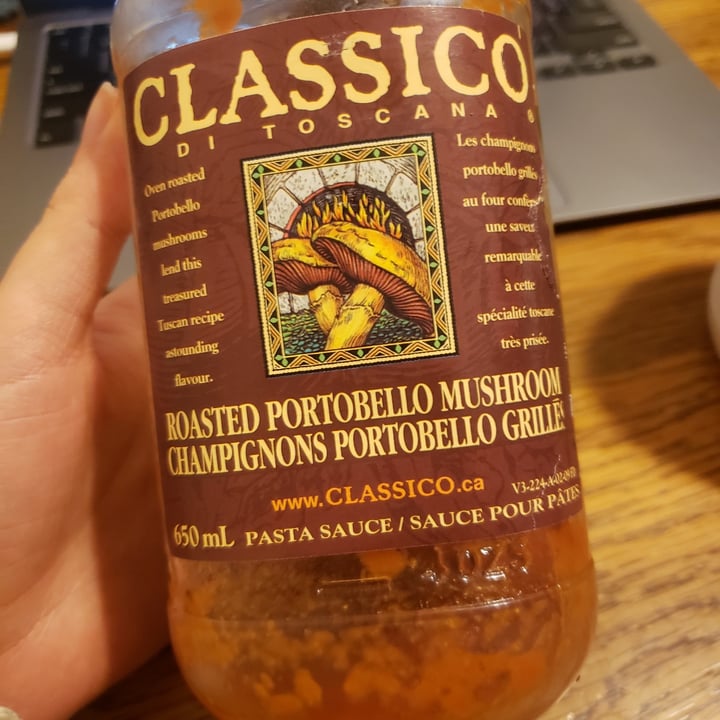 CLASSICO
DI TOSCANA ®
Oven roasted
Portobello
mushrooms
lend this
treasured
Tuscan recipe
astounding
flavour.
Les champignons
portobello grillés
au four confèrent
une saveur
remarquable
à cette
spécialité toscane
très prisée.
ROASTED PORTOBELLO MUSHROOM
CHAMPIGNONS PORTOBELLO GRILLÉS
www.CLASSICO.ca
650 mL PASTA SAUCE / SAUCE POUR PÂTES